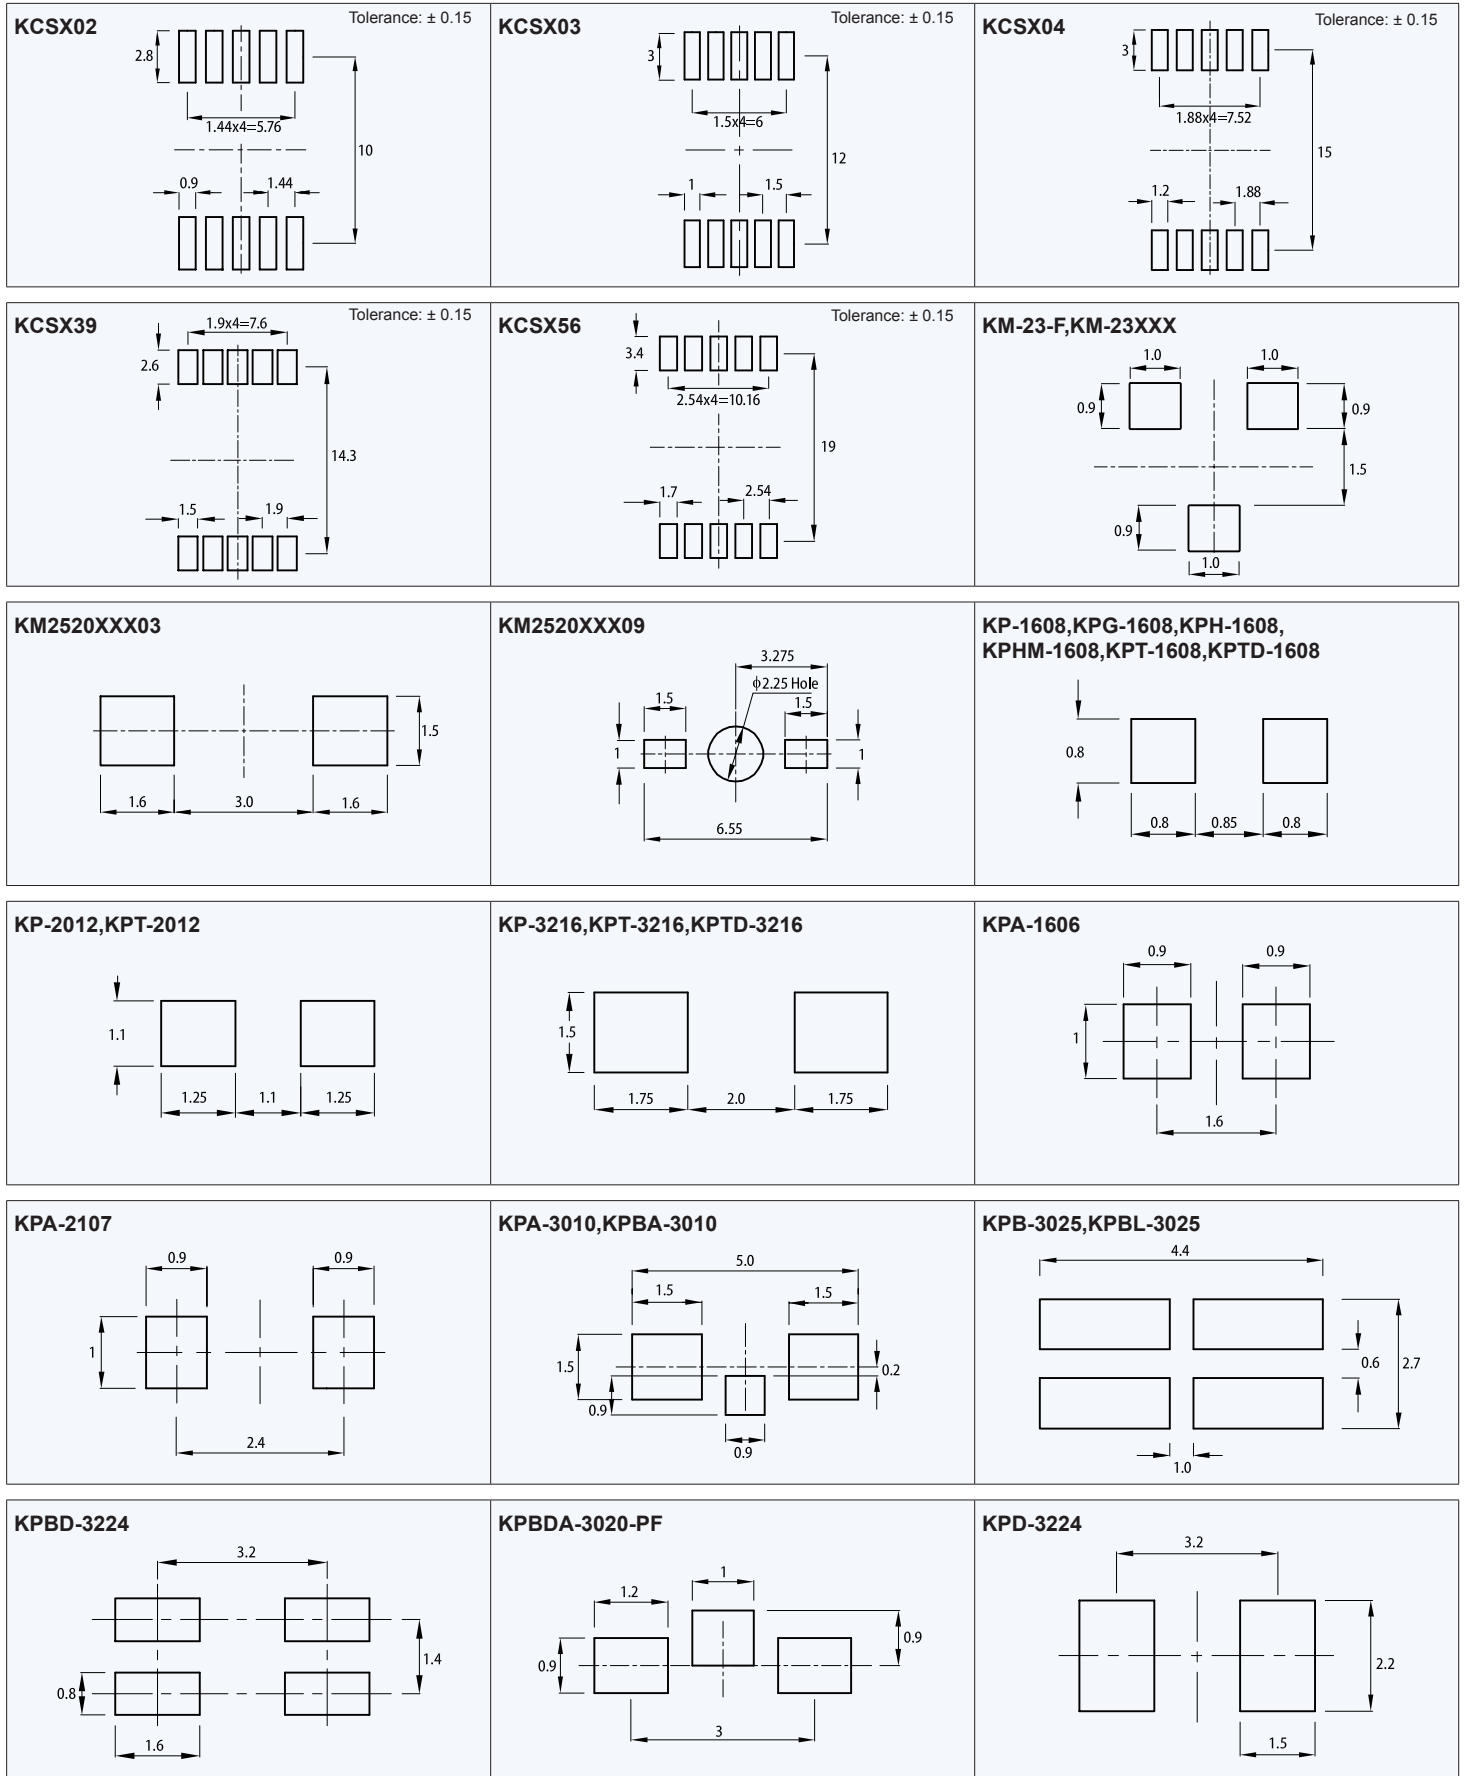 KCSX02
Tolerance: ± 0.15
2.8
1.44x4=5.76
10
0.9
1.44
KCSX03
Tolerance: ± 0.15
3
1.5x4=6
12
1
1.5
KCSX04
Tolerance: ± 0.15
3
1.88x4=7.52
15
1.2
1.88
KCSX39
Tolerance: ± 0.15
1.9x4=7.6
2.6
14.3
1.5
1.9
KCSX56
Tolerance: ± 0.15
3.4
2.54x4=10.16
19
1.7
2.54
KM-23-F,KM-23XXX
1.0
1.0
0.9
0.9
1.5
0.9
1.0
KM2520XXX03
1.5
1.6
3.0
1.6
KM2520XXX09
3.275
ϕ2.25 Hole
1.5
1.5
1
1
6.55
KP-1608,KPG-1608,KPH-1608,
KPHM-1608,KPT-1608,KPTD-1608
0.8
0.8
0.85
0.8
KP-2012,KPT-2012
1.1
1.25
1.1
1.25
KP-3216,KPT-3216,KPTD-3216
1.5
1.75
2.0
1.75
KPA-1606
0.9
0.9
1
1.6
KPA-2107
0.9
0.9
1
2.4
KPA-3010,KPBA-3010
5.0
1.5
1.5
1.5
0.2
0.9
0.9
KPB-3025,KPBL-3025
4.4
0.6
2.7
1.0
KPBD-3224
3.2
1.4
0.8
1.6
KPBDA-3020-PF
1
1.2
0.9
0.9
3
KPD-3224
3.2
2.2
1.5